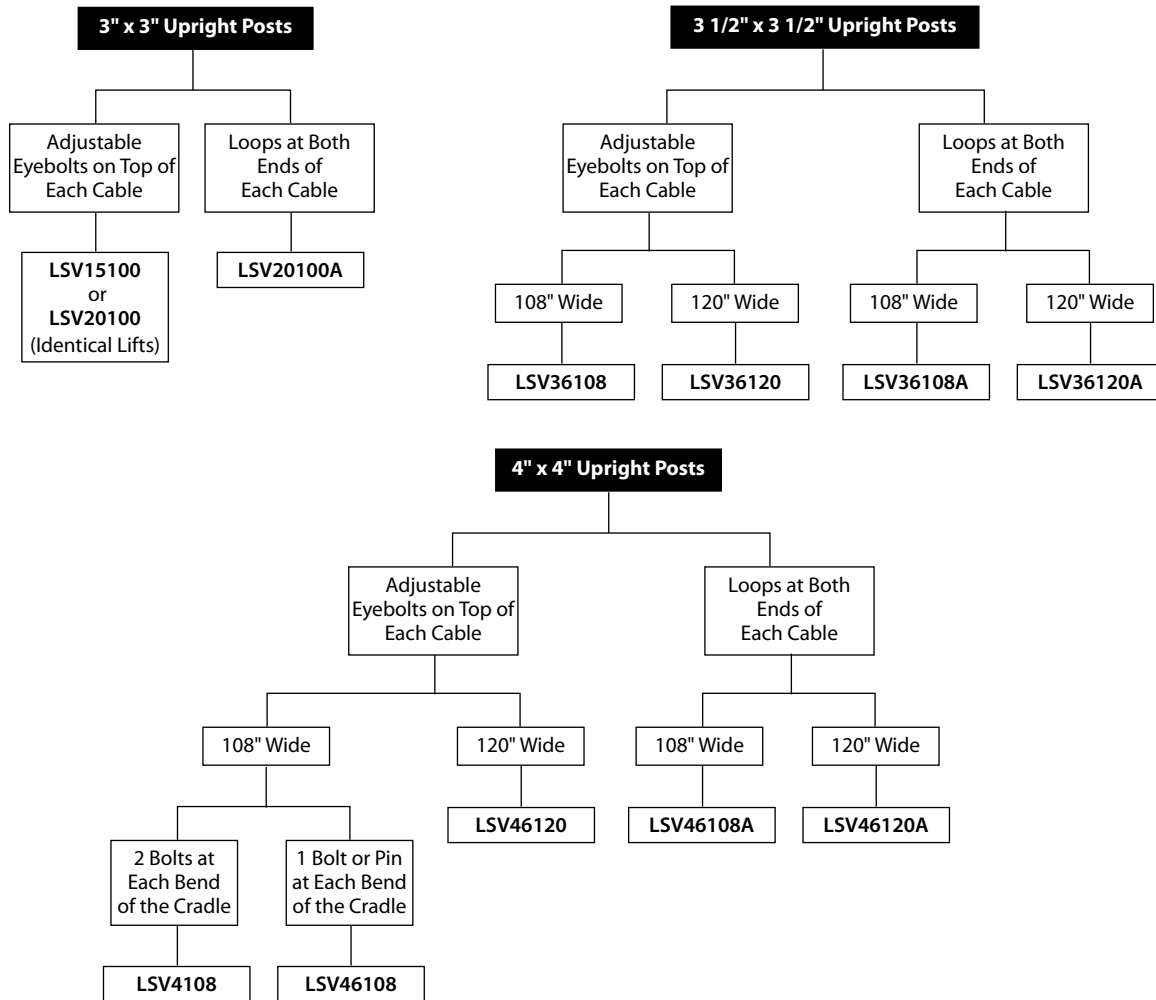 3" x 3" Upright Posts
Adjustable
Eyebolts on Top of
Each Cable
Loops at Both
Ends of
Each Cable
LSV15100
or
LSV20100
(Identical Lifts)
LSV20100A
3 1/2" x 3 1/2" Upright Posts
Adjustable
Eyebolts on Top of
Each Cable
Loops at Both
Ends of
Each Cable
108" Wide
120" Wide
108" Wide
120" Wide
LSV36108
LSV36120
LSV36108A
LSV36120A
4" x 4" Upright Posts
Adjustable
Eyebolts on Top of
Each Cable
Loops at Both
Ends of
Each Cable
108" Wide
120" Wide
108" Wide
120" Wide
LSV46120
LSV46108A
LSV46120A
2 Bolts at
Each Bend
of the Cradle
1 Bolt or Pin
at Each Bend
of the Cradle
LSV4108
LSV46108